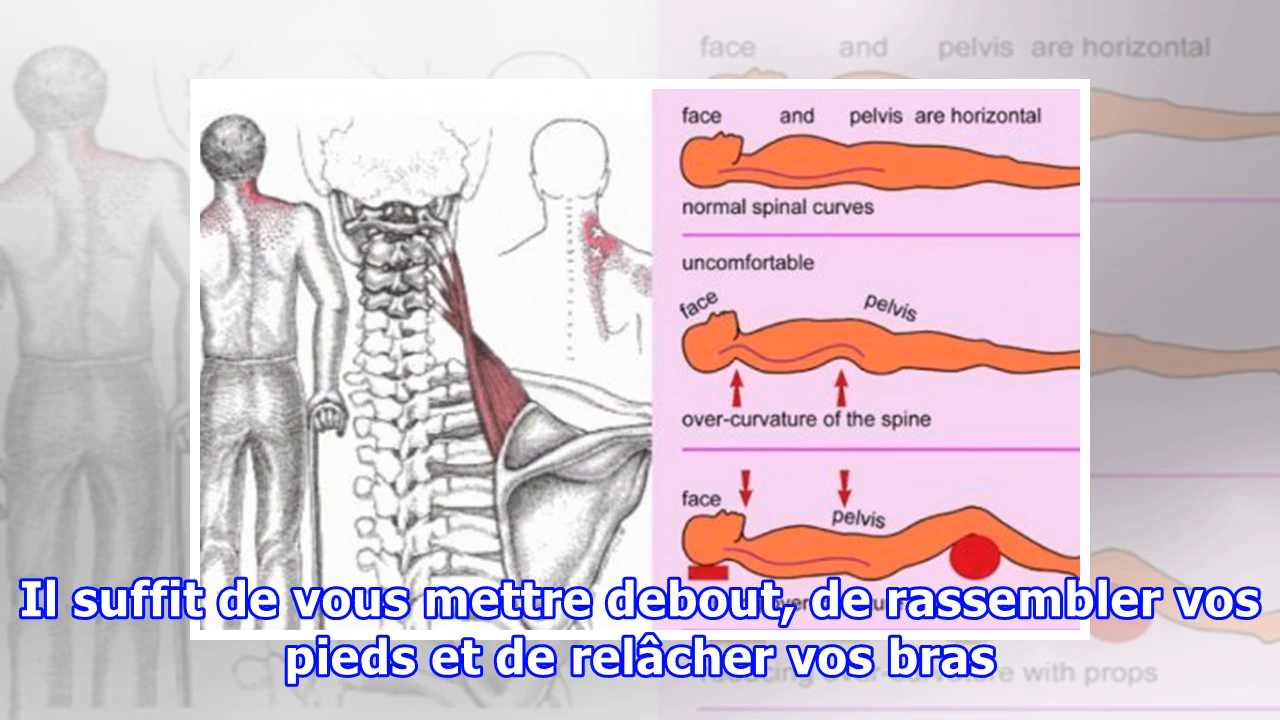 face and pelvis are horizontal
face and pelvis are horizontal
normal spinal curves
uncomfortable
face pelvis
over-curvature of the spine
face
pelvis
Il suffit de vous mettre debout, de rassembler vos
pieds et de relâcher vos bras
with props